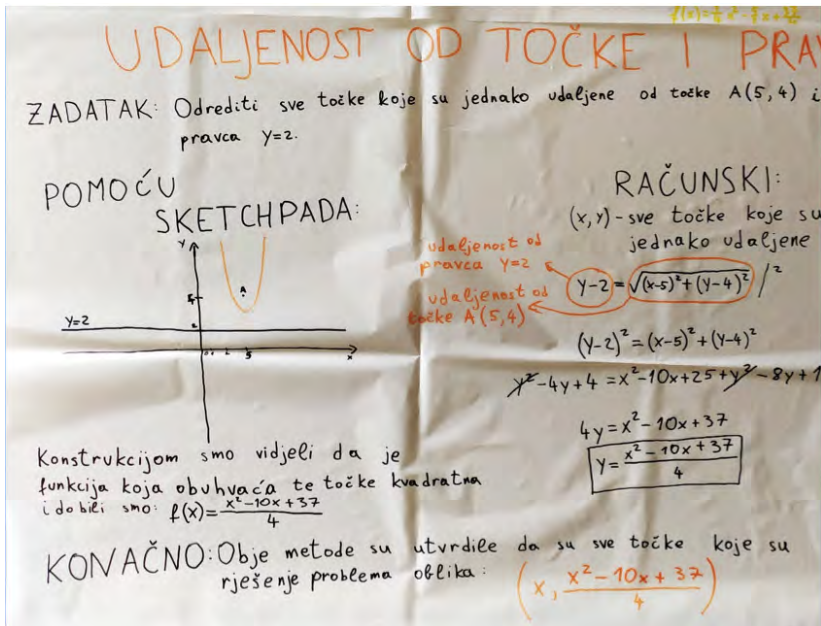 UDALJENOST OD TOČKE I PRAV
ZADATAK: Odrediti sve točke koje su jednako udaljene od točke A(5,4) i
pravca y=2.
POMOĆU
SKETCHPADA:
y
A
5
y=2
2
1
2
5
x
Konstrukcijom smo vidjeli da je
funkcija koja obuhvaća te točke kvadratna
i dobili smo: f(x)=(x²-10x+37)/4
RAČUNSKI:
(x,y)-sve točke koje su
jednako udaljene
udaljenost od
pravca y=2
udaljenost od
točke A(5,4)
y-2=√((x-5)²+(y-4)²) /²
(y-2)²=(x-5)²+(y-4)²
y²-4y+4=x²-10x+25+y²-8y+1
4y=x²-10x+37
y=(x²-10x+37)/4
KONAČNO: Obje metode su utvrdile da su sve točke koje su
rješenje problema oblika: (x, (x²-10x+37)/4)